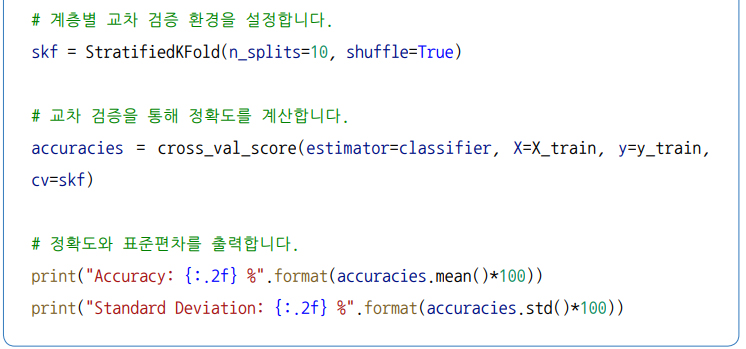 # 계층별 교차 검증 환경을 설정합니다.
skf = StratifiedKFold(n_splits=10, shuffle=True)
# 교차 검증을 통해 정확도를 계산합니다.
accuracies = cross_val_score(estimator=classifier, X=X_train, y=y_train,
cv=skf)
# 정확도와 표준편차를 출력합니다.
print("Accuracy: {:.2f} %".format(accuracies.mean()*100))
print("Standard Deviation: {:.2f} %".format(accuracies.std()*100))